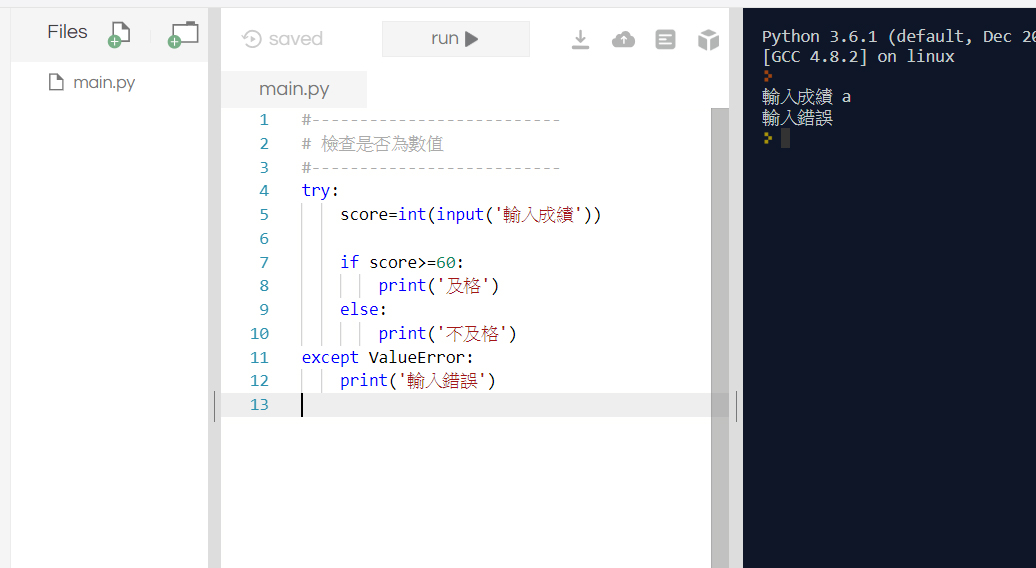 Files
main.py
saved
run
main.py
1 #--------------------------
2 # 檢查是否為數值
3 #--------------------------
4 try:
5     score=int(input('輸入成績'))
6
7     if score>=60:
8         print('及格')
9     else:
10         print('不及格')
11 except ValueError:
12     print('輸入錯誤')
13
Python 3.6.1 (default, Dec 20
[GCC 4.8.2] on linux
輸入成績 a
輸入錯誤